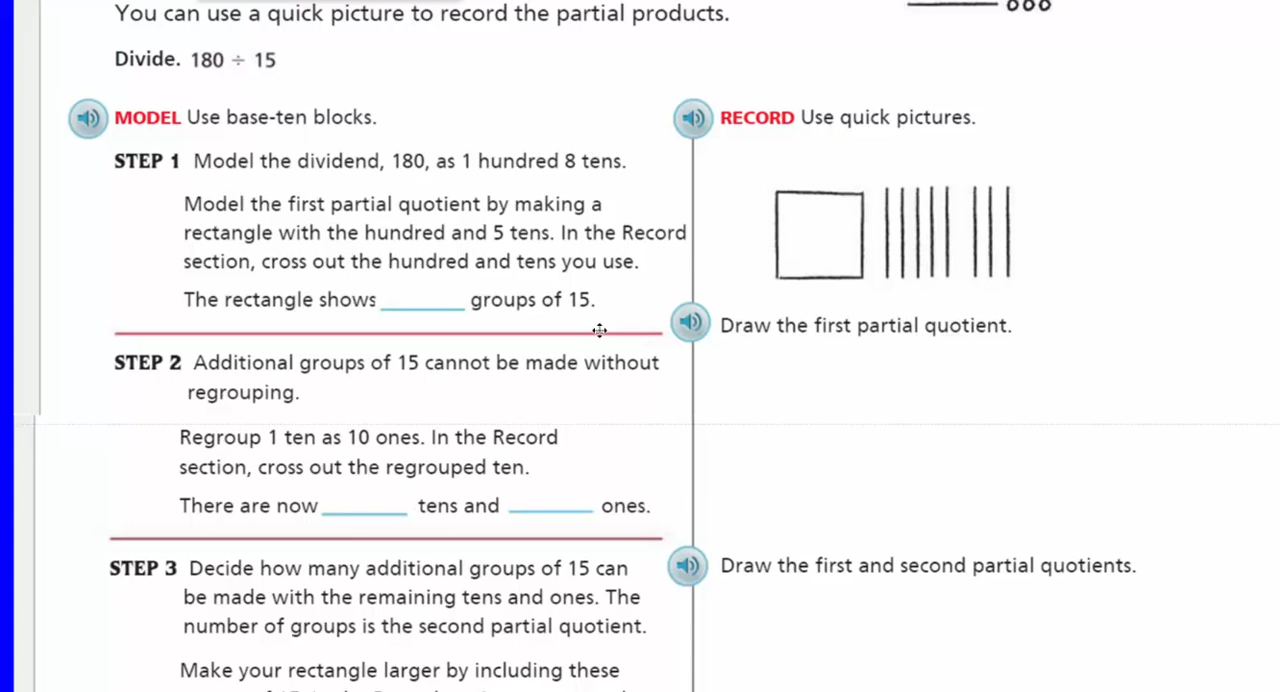 You can use a quick picture to record the partial products.
Divide. 180 ÷ 15
MODEL Use base-ten blocks.
STEP 1 Model the dividend, 180, as 1 hundred 8 tens.
Model the first partial quotient by making a
rectangle with the hundred and 5 tens. In the Record
section, cross out the hundred and tens you use.
The rectangle shows ______ groups of 15.
STEP 2 Additional groups of 15 cannot be made without
regrouping.
Regroup 1 ten as 10 ones. In the Record
section, cross out the regrouped ten.
There are now ______ tens and ______ ones.
STEP 3 Decide how many additional groups of 15 can
be made with the remaining tens and ones. The
number of groups is the second partial quotient.
Make your rectangle larger by including these
RECORD Use quick pictures.
Draw the first partial quotient.
Draw the first and second partial quotients.